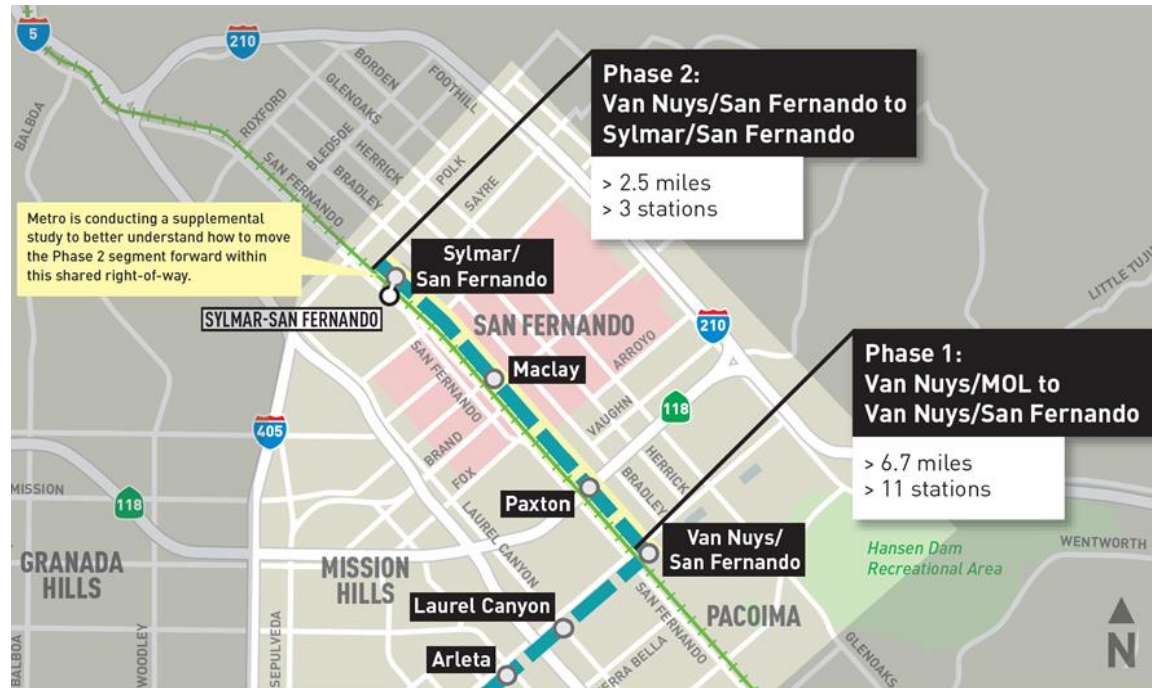 5
210
BALBOA
ROXFORD
BORDEN
GLENOAKS
BLEDSOE
HERRICK
BRADLEY
FOOTHILL
POLK
SAYRE
SAN FERNANDO
Phase 2:
Van Nuys/San Fernando to
Sylmar/San Fernando
> 2.5 miles
> 3 stations
Metro is conducting a supplemental
study to better understand how to move
the Phase 2 segment forward within
this shared right-of-way.
Sylmar/
San Fernando
SYLMAR-SAN FERNANDO
SAN FERNANDO
210
Maclay
SAN FERNANDO
ARROYO
118
VAUGHN
BRAND
FOX
405
Phase 1:
Van Nuys/MOL to
Van Nuys/San Fernando
> 6.7 miles
> 11 stations
MISSION
118
Paxton
HERRICK
BRADLEY
LAUREL CANYON
Van Nuys/
San Fernando
Hansen Dam
Recreational Area
WENTWORTH
GRANADA
HILLS
MISSION
HILLS
Laurel Canyon
PACOIMA
SAN FERNANDO
GLENOAKS
Arleta
BALBOA
WOODLEY
SEPULVEDA
N